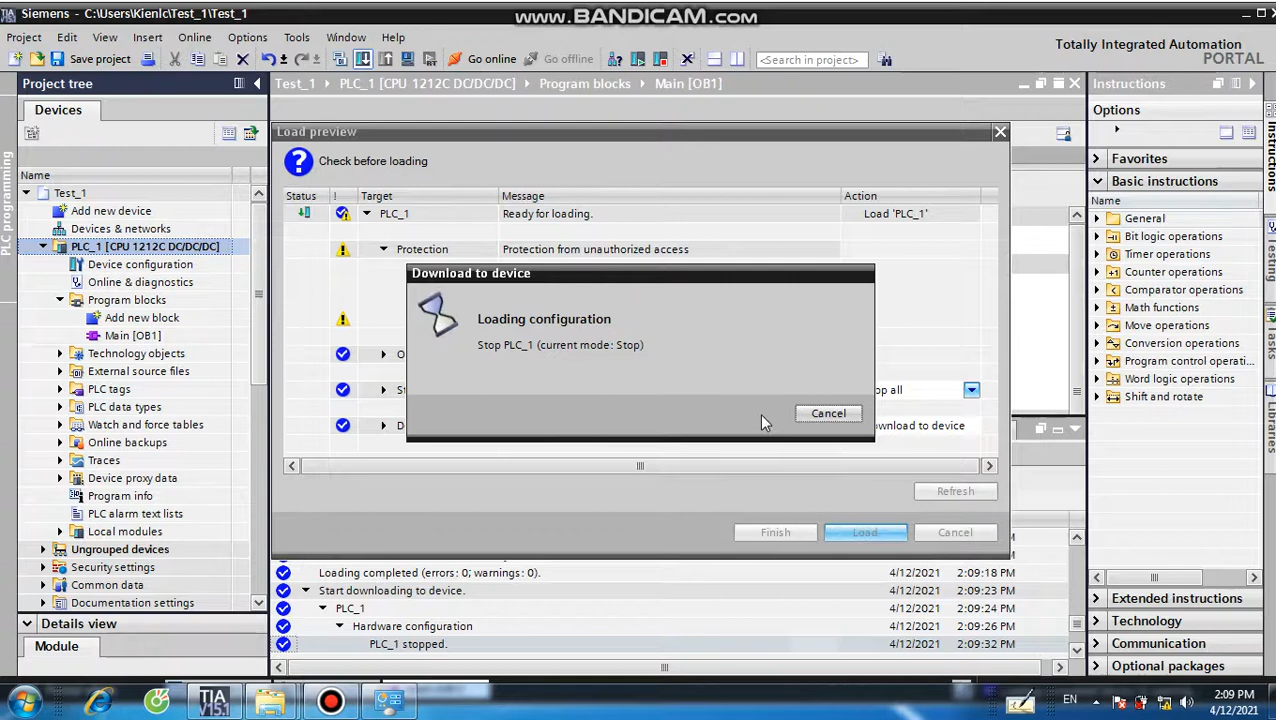 Siemens - C:\Users\Kienlc\Test_1\Test_1
www.BANDICAM.com
Project Edit View Insert Online Options Tools Window Help
Totally Integrated Automation
PORTAL
Save project
Go online
Go offline
<Search in project>
Project tree
Test_1 PLC_1 [CPU 1212C DC/DC/DC] Program blocks Main [OB1]
Instructions
Devices
Options
PLC programming
Name
Test_1
Add new device
Devices & networks
PLC_1 [CPU 1212C DC/DC/DC]
Device configuration
Online & diagnostics
Program blocks
Add new block
Main [OB1]
Technology objects
External source files
PLC tags
PLC data types
Watch and force tables
Online backups
Traces
Device proxy data
Program info
PLC alarm text lists
Local modules
Ungrouped devices
Security settings
Common data
Documentation settings
Details view
Module
Load preview
? Check before loading
Status ! Target Message Action
PLC_1 Ready for loading. Load 'PLC_1'
Protection Protection from unauthorized access
Download to device
Loading configuration
Stop PLC_1 (current mode: Stop)
Cancel
O
St op all
D wnload to device
Refresh
Finish Load Cancel
Loading completed (errors: 0; warnings: 0). 4/12/2021 2:09:18 PM
Start downloading to device. 4/12/2021 2:09:23 PM
PLC_1 4/12/2021 2:09:24 PM
Hardware configuration 4/12/2021 2:09:26 PM
PLC_1 stopped. 4/12/2021 2:09:32 PM
Favorites
Basic instructions
Name
General
Bit logic operations
Timer operations
Counter operations
Comparator operations
Math functions
Move operations
Conversion operations
Program control operati...
Word logic operations
Shift and rotate
Extended instructions
Technology
Communication
Optional packages
Instructions
Testing
Tasks
Libraries
TIA
V15.1
EN
2:09 PM
4/12/2021